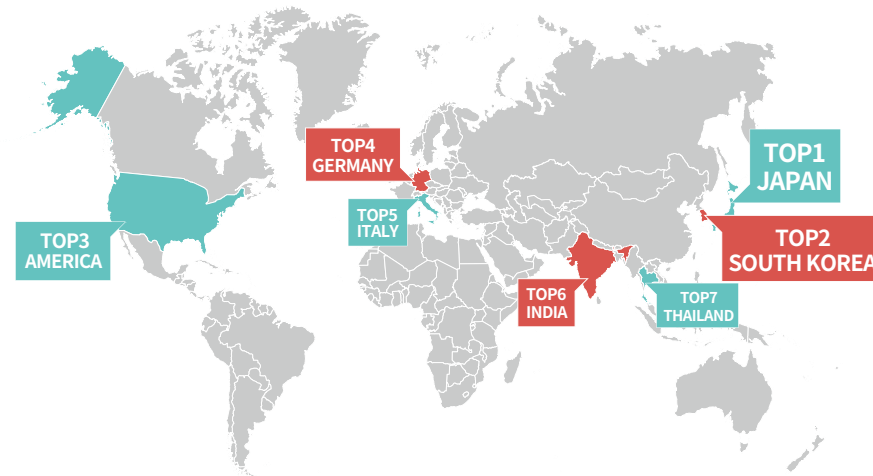 TOP1
JAPAN
TOP2
SOUTH KOREA
TOP3
AMERICA
TOP4
GERMANY
TOP5
ITALY
TOP6
INDIA
TOP7
THAILAND